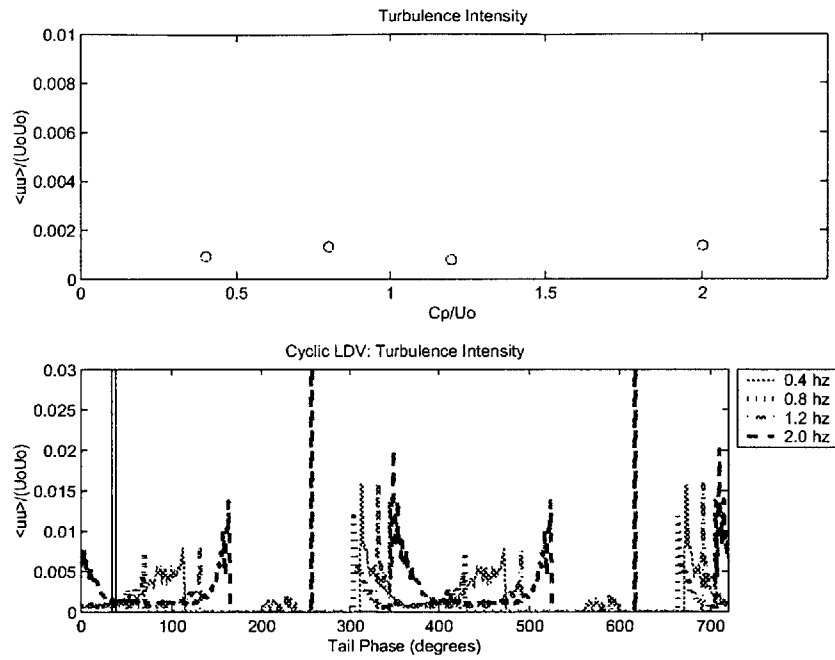 Turbulence Intensity
0.01
0.008
0.006
0.004
0.002
0
<uu>/(UoUo)
0 0.5 1 1.5 2
Cp/Uo
Cyclic LDV: Turbulence Intensity
0.03
0.025
0.02
0.015
0.01
0.005
0
<uu>/(UoUo)
0 100 200 300 400 500 600 700
Tail Phase (degrees)
0.4 hz
0.8 hz
1.2 hz
2.0 hz